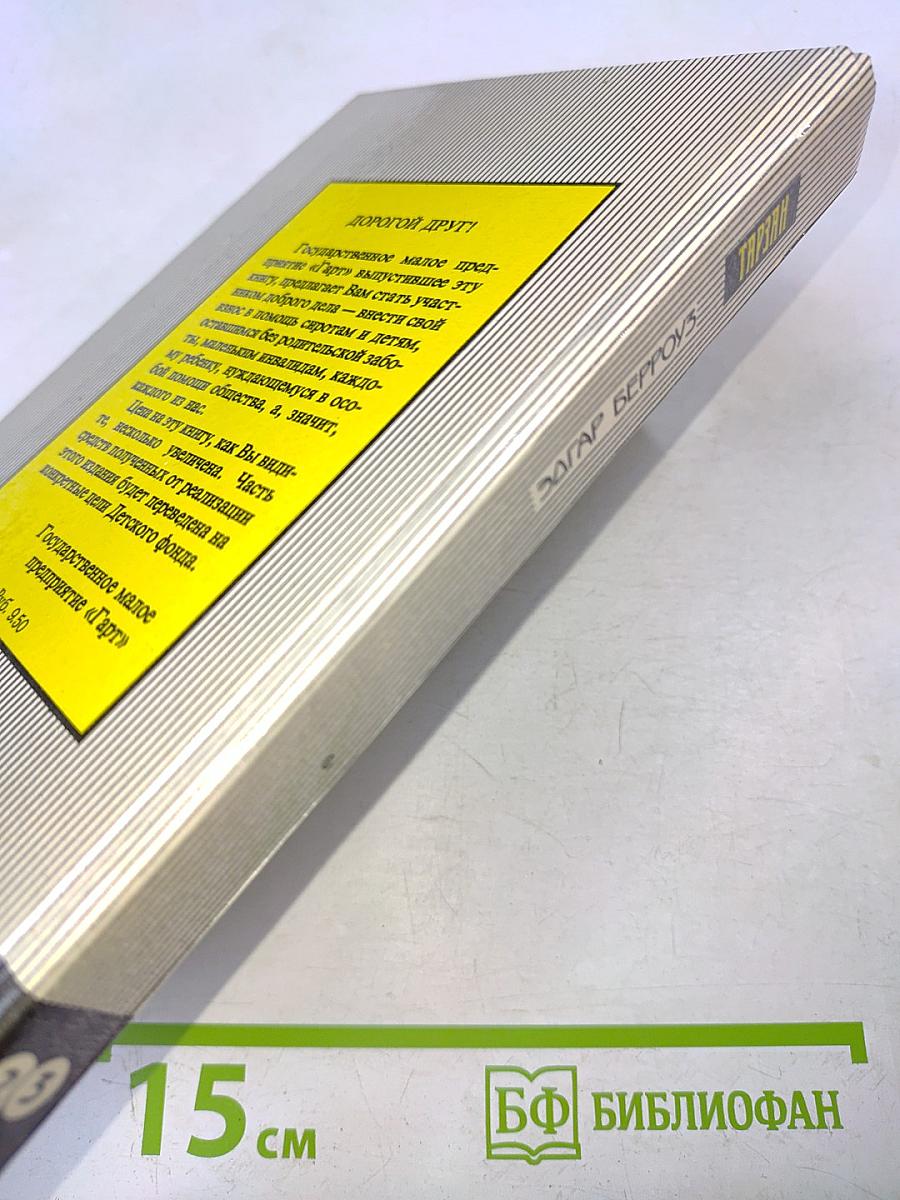 ДОРОГОЙ ДРУГ!
Государственное малое пред-
приятие «Гарт» выпустившее эту
книгу, предлагает Вам стать участ-
ником доброго дела — внести свой
взнос в помощь сиротам и детям,
оставшимся без родительской забо-
ты, маленьким инвалидам, каждо-
му ребенку, нуждающемуся в осо-
бой помощи общества, а, значит,
каждого из нас.
Цена на эту книгу, как Вы види-
те, несколько увеличена. Часть
средств полученных от реализации
этого издания будет переведена на
конкретные цели Детского фонда.
Государственное малое
предприятие «Гарт»
Руб. 9.50
ЭДГАР БЕРРОУЗ
ТАРЗАН
15 см
БФ БИБЛИОФАН